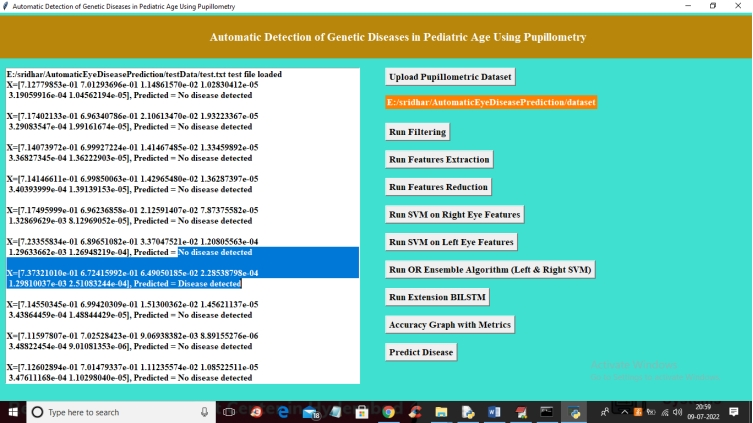 Automatic Detection of Genetic Diseases in Pediatric Age Using Pupillometry
Automatic Detection of Genetic Diseases in Pediatric Age Using Pupillometry
E:/sridhar/AutomaticEyeDiseasePrediction/testData/test.txt test file loaded
X=[7.12779853e-01 7.01293696e-01 1.14861570e-02 1.02830412e-05
3.19059916e-04 1.04562194e-05], Predicted = No disease detected
X=[7.17402133e-01 6.96340786e-01 2.10613470e-02 1.93223367e-05
3.29083547e-04 1.99161674e-05], Predicted = No disease detected
X=[7.14073972e-01 6.99927224e-01 1.41467485e-02 1.33459892e-05
3.36827345e-04 1.36222903e-05], Predicted = No disease detected
X=[7.14146611e-01 6.99850063e-01 1.42965480e-02 1.36287397e-05
3.40393999e-04 1.39139153e-05], Predicted = No disease detected
X=[7.17495999e-01 6.96236858e-01 2.12591407e-02 7.87375582e-05
1.32869629e-03 8.12969052e-05], Predicted = No disease detected
X=[7.23355834e-01 6.89651082e-01 3.37047521e-02 1.20805563e-04
1.29633662e-03 1.26948219e-04], Predicted = No disease detected
X=[7.37321010e-01 6.72415992e-01 6.49050185e-02 2.28538798e-04
1.29810037e-03 2.51083244e-04], Predicted = Disease detected
X=[7.14550345e-01 6.99420309e-01 1.51300362e-02 1.45621137e-05
3.43864459e-04 1.48844429e-05], Predicted = No disease detected
X=[7.11597807e-01 7.02528423e-01 9.06938382e-03 8.89155276e-06
3.48822454e-04 9.01081353e-06], Predicted = No disease detected
X=[7.12602894e-01 7.01479337e-01 1.11235574e-02 1.08522511e-05
3.47611168e-04 1.10298040e-05], Predicted = No disease detected
Upload Pupillometric Dataset
E:/sridhar/AutomaticEyeDiseasePrediction/dataset
Run Filtering
Run Features Extraction
Run Features Reduction
Run SVM on Right Eye Features
Run SVM on Left Eye Features
Run OR Ensemble Algorithm (Left & Right SVM)
Run Extension BILSTM
Accuracy Graph with Metrics
Predict Disease
Activate Windows
Type here to search
20:59
09-07-2022